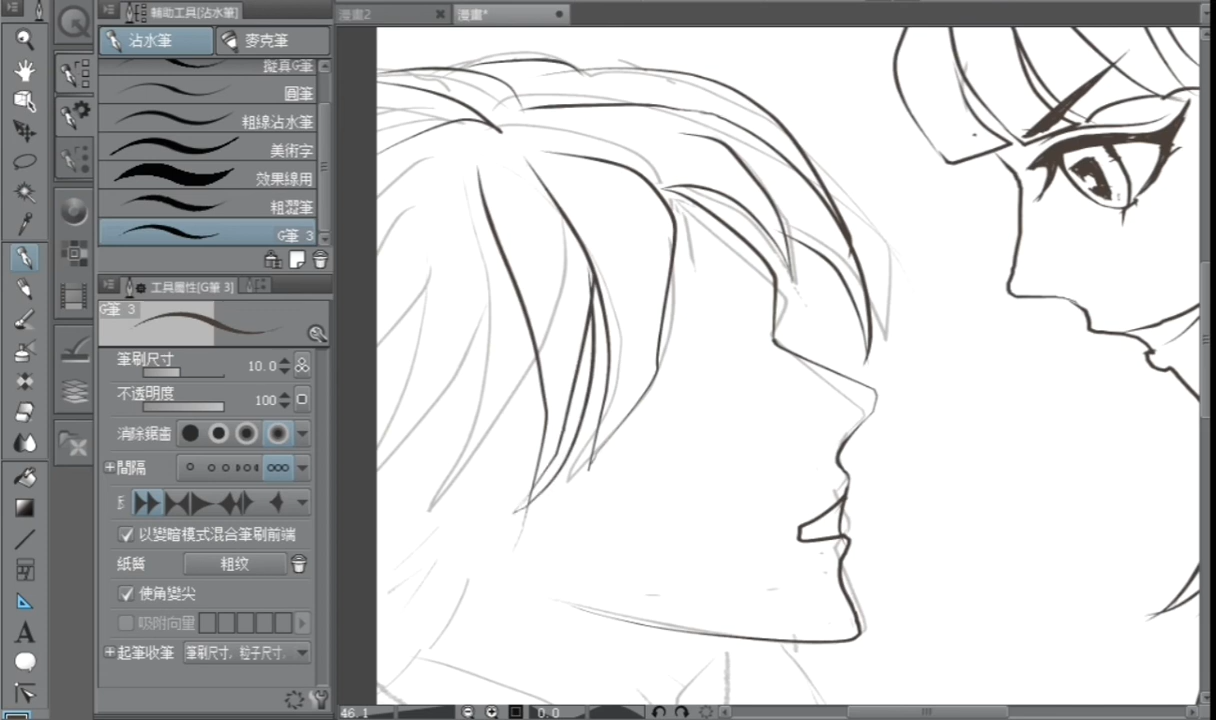 輔助工具[沾水筆]
漫畫2
漫畫*
沾水筆
麥克筆
擬真G筆
圓筆
粗線沾水筆
美術字
效果線用
粗澀筆
G筆 3
工具屬性[G筆 3]
G筆 3
筆刷尺寸 10.0
不透明度 100
消除鋸齒
間隔
以變暗模式混合筆刷前端
紙質 粗纹
使角變尖
吸附向量
起筆收筆 筆刷尺寸, 粒子尺寸,
46.1
0.0